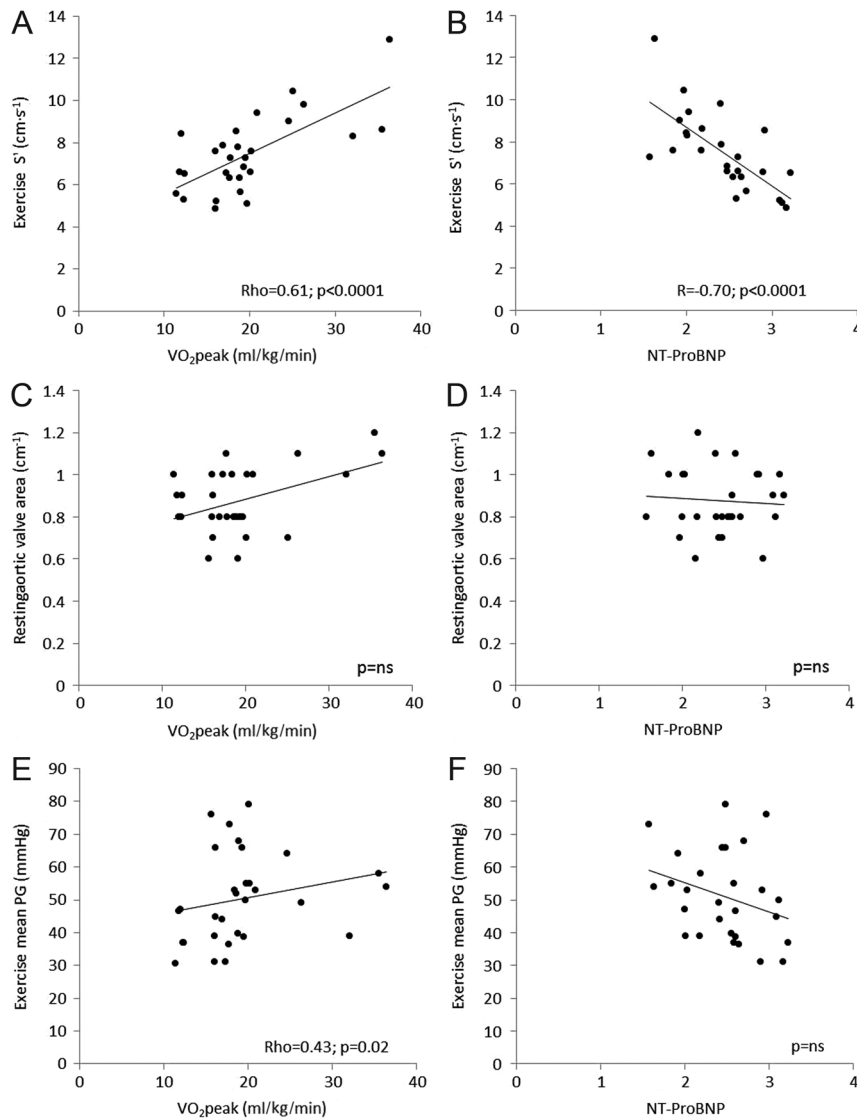 A
Exercise S' (cm·s⁻¹)
14
12
10
8
6
4
2
0
0 10 20 30 40
Rho=0.61; p<0.0001
VO₂peak (ml/kg/min)
B
Exercise S' (cm·s⁻¹)
14
12
10
8
6
4
2
0
0 1 2 3 4
R=-0.70; p<0.0001
NT-ProBNP
C
Restingaortic valve area (cm⁻¹)
1.4
1.2
1
0.8
0.6
0.4
0.2
0
0 10 20 30 40
p=ns
VO₂peak (ml/kg/min)
D
Restingaortic valve area (cm⁻¹)
1.4
1.2
1
0.8
0.6
0.4
0.2
0
0 1 2 3 4
p=ns
NT-ProBNP
E
Exercise mean PG (mmHg)
90
80
70
60
50
40
30
20
10
0
0 10 20 30 40
Rho=0.43; p=0.02
VO₂peak (ml/kg/min)
F
Exercise mean PG (mmHg)
90
80
70
60
50
40
30
20
10
0
0 1 2 3 4
p=ns
NT-ProBNP